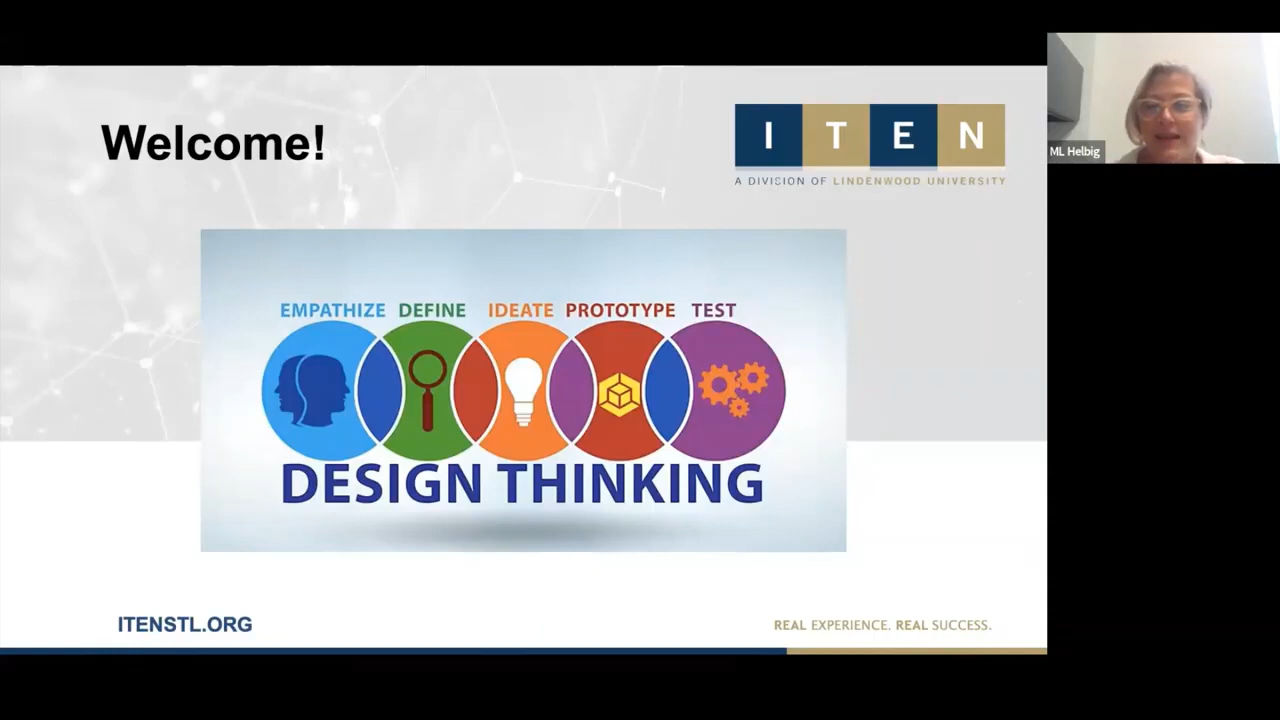 Welcome!
I T E N
A DIVISION OF LINDENWOOD UNIVERSITY
ML Helbig
EMPATHIZE DEFINE IDEATE PROTOTYPE TEST
DESIGN THINKING
ITENSTL.ORG
REAL EXPERIENCE. REAL SUCCESS.